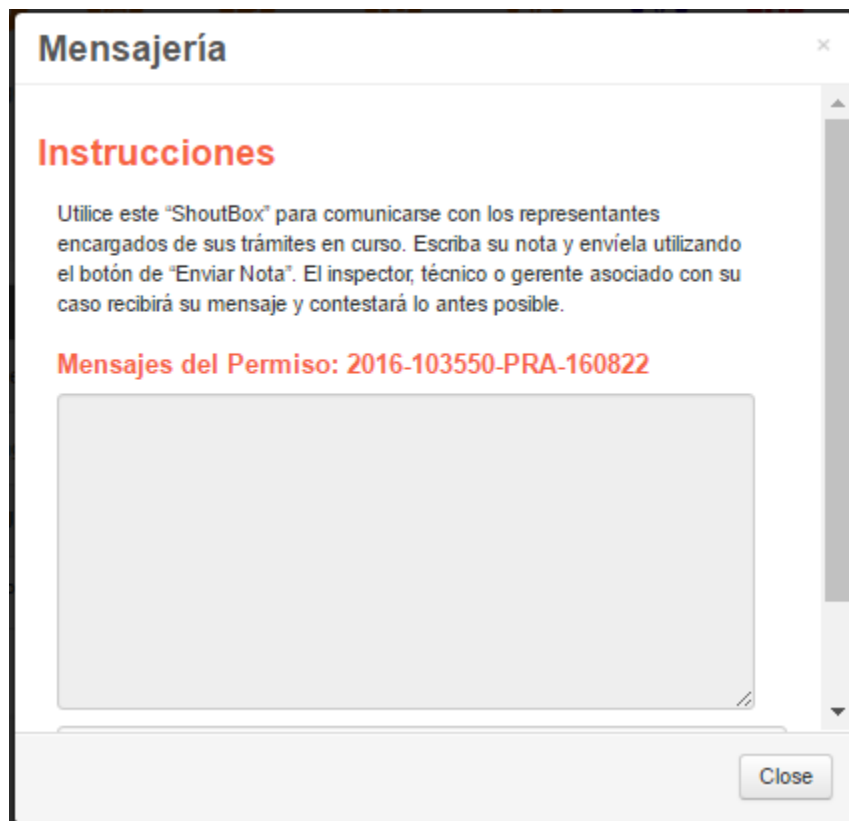 Mensajería
×
Instrucciones
Utilice este “ShoutBox” para comunicarse con los representantes
encargados de sus trámites en curso. Escriba su nota y envíela utilizando
el botón de “Enviar Nota”. El inspector, técnico o gerente asociado con su
caso recibirá su mensaje y contestará lo antes posible.
Mensajes del Permiso: 2016-103550-PRA-160822
Close